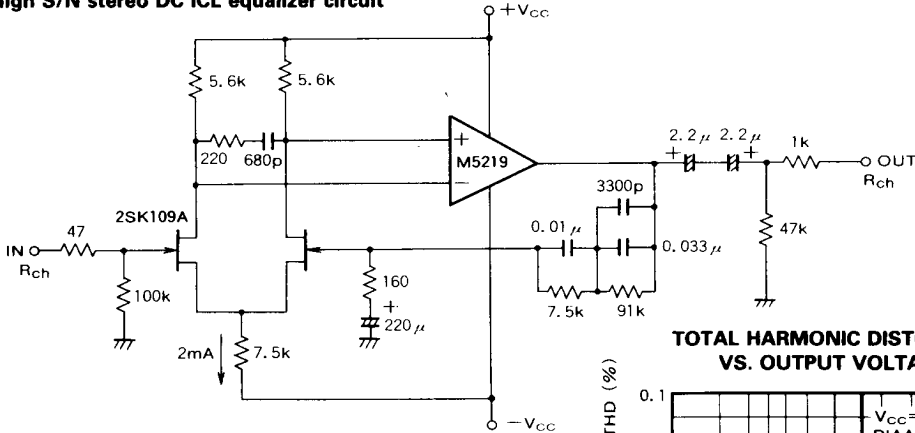 high S/N stereo DC ICL equalizer circuit
+VCC
5.6k
5.6k
220
680p
+
M5219
−
2.2μ
2.2μ
+
+
1k
OUT
Rch
3300p
0.01μ
0.033μ
47k
2SK109A
47
IN
Rch
100k
160
+
220μ
7.5k
91k
2mA
7.5k
−VCC
TOTAL HARMONIC DIST
VS. OUTPUT VOLTA
THD (%)
0.1
VCC=